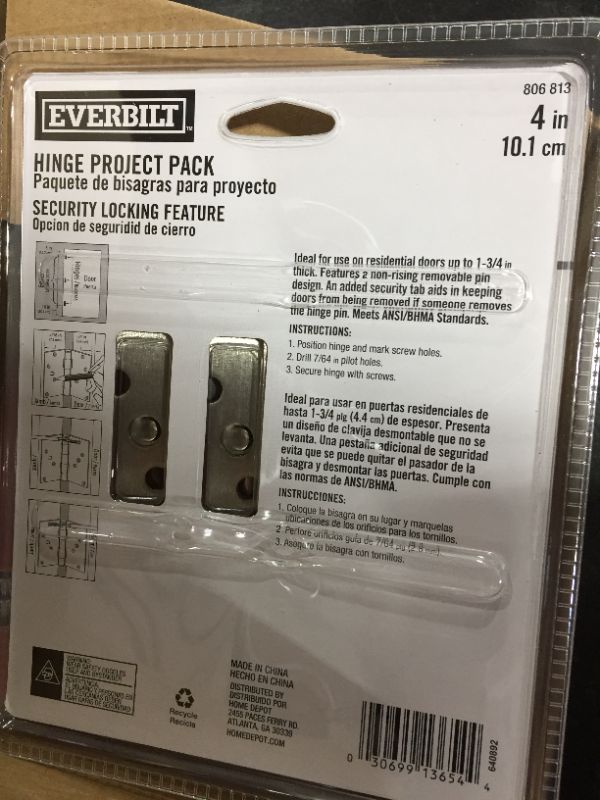 EVERBILT
TM
HINGE PROJECT PACK
Paquete de bisagras para proyecto
SECURITY LOCKING FEATURE
Opcion de seguridid de cierro
806 813
4 in
10.1 cm
Ideal for use on residential doors up to 1-3/4 in
thick. Features 2 non-rising removable pin
design. An added security tab aids in keeping
doors from being removed if someone removes
the hinge pin. Meets ANSI/BHMA Standards.
INSTRUCTIONS:
1. Position hinge and mark screw holes.
2. Drill 7/64 in pilot holes.
3. Secure hinge with screws.
Ideal para usar en puertas residenciales de
hasta 1-3/4 plg (4.4 cm) de espesor. Presenta
un diseño de clavija desmontable que no se
levanta. Una pestaña adicional de seguridad
evita que se puede quitar el pasador de la
bisagra y desmontar las puertas. Cumple con
las normas de ANSI/BHMA.
INSTRUCCIONES:
1. Coloque la bisagra en su lugar y marquelas
ubicaciones de los orificios para los tornillos.
2. Perfore orificios guía de 7/64
3. Asegure la bisagra con tornillos.
Door
Recycle
Recicla
MADE IN CHINA
HECHO EN CHINA
DISTRIBUTED BY
DISTRIBUIDO POR
HOME DEPOT
2455 PACES FERRY RD.
ATLANTA, GA 30339
HOMEDEPOT.COM
0 30699 13654 4
640892